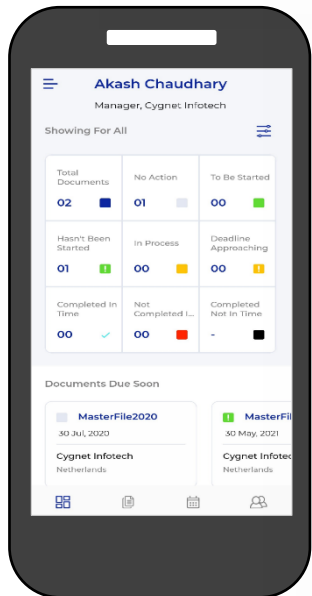 Akash Chaudhary
Manager, Cygnet Infotech
Showing For All
Total Documents
02
No Action
01
To Be Started
00
Hasn't Been Started
01
In Process
00
Deadline Approaching
00
Completed In Time
00
Not Completed I...
00
Completed Not In Time
-
Documents Due Soon
MasterFile2020
30 Jul, 2020
Cygnet Infotech
Netherlands
MasterFil
30 May, 2021
Cygnet Infotec
Netherlands